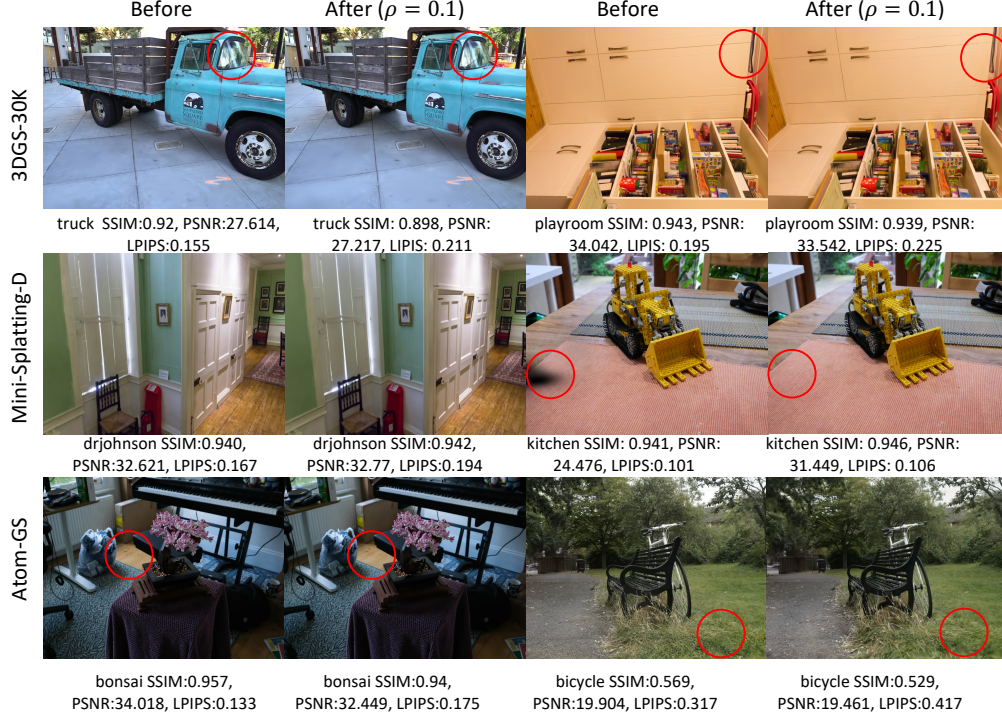 Before After (𝜌 = 0.1) Before After (𝜌 = 0.1)
3DGS-30K
SQUARE
truck SSIM:0.92, PSNR:27.614,
LPIPS:0.155
truck SSIM: 0.898, PSNR:
27.217, LIPIS: 0.211
playroom SSIM:0.943, PSNR:
34.042, LIPIS: 0.195
playroom SSIM:0.939, PSNR:
33.542, LIPIS: 0.225
Mini-Splatting-D
drjohnson SSIM:0.940,
PSNR:32.621, LPIPS:0.167
drjohnson SSIM:0.942,
PSNR:32.77, LPIPS:0.194
kitchen SSIM: 0.941, PSNR:
24.476, LPIPS:0.101
kitchen SSIM: 0.946, PSNR:
31.449, LPIPS: 0.106
Atom-GS
bonsai SSIM:0.957,
PSNR:34.018, LPIPS:0.133
bonsai SSIM:0.94,
PSNR:32.449, LPIPS:0.175
bicycle SSIM:0.569,
PSNR:19.904, LPIPS:0.317
bicycle SSIM:0.529,
PSNR:19.461, LPIPS:0.417